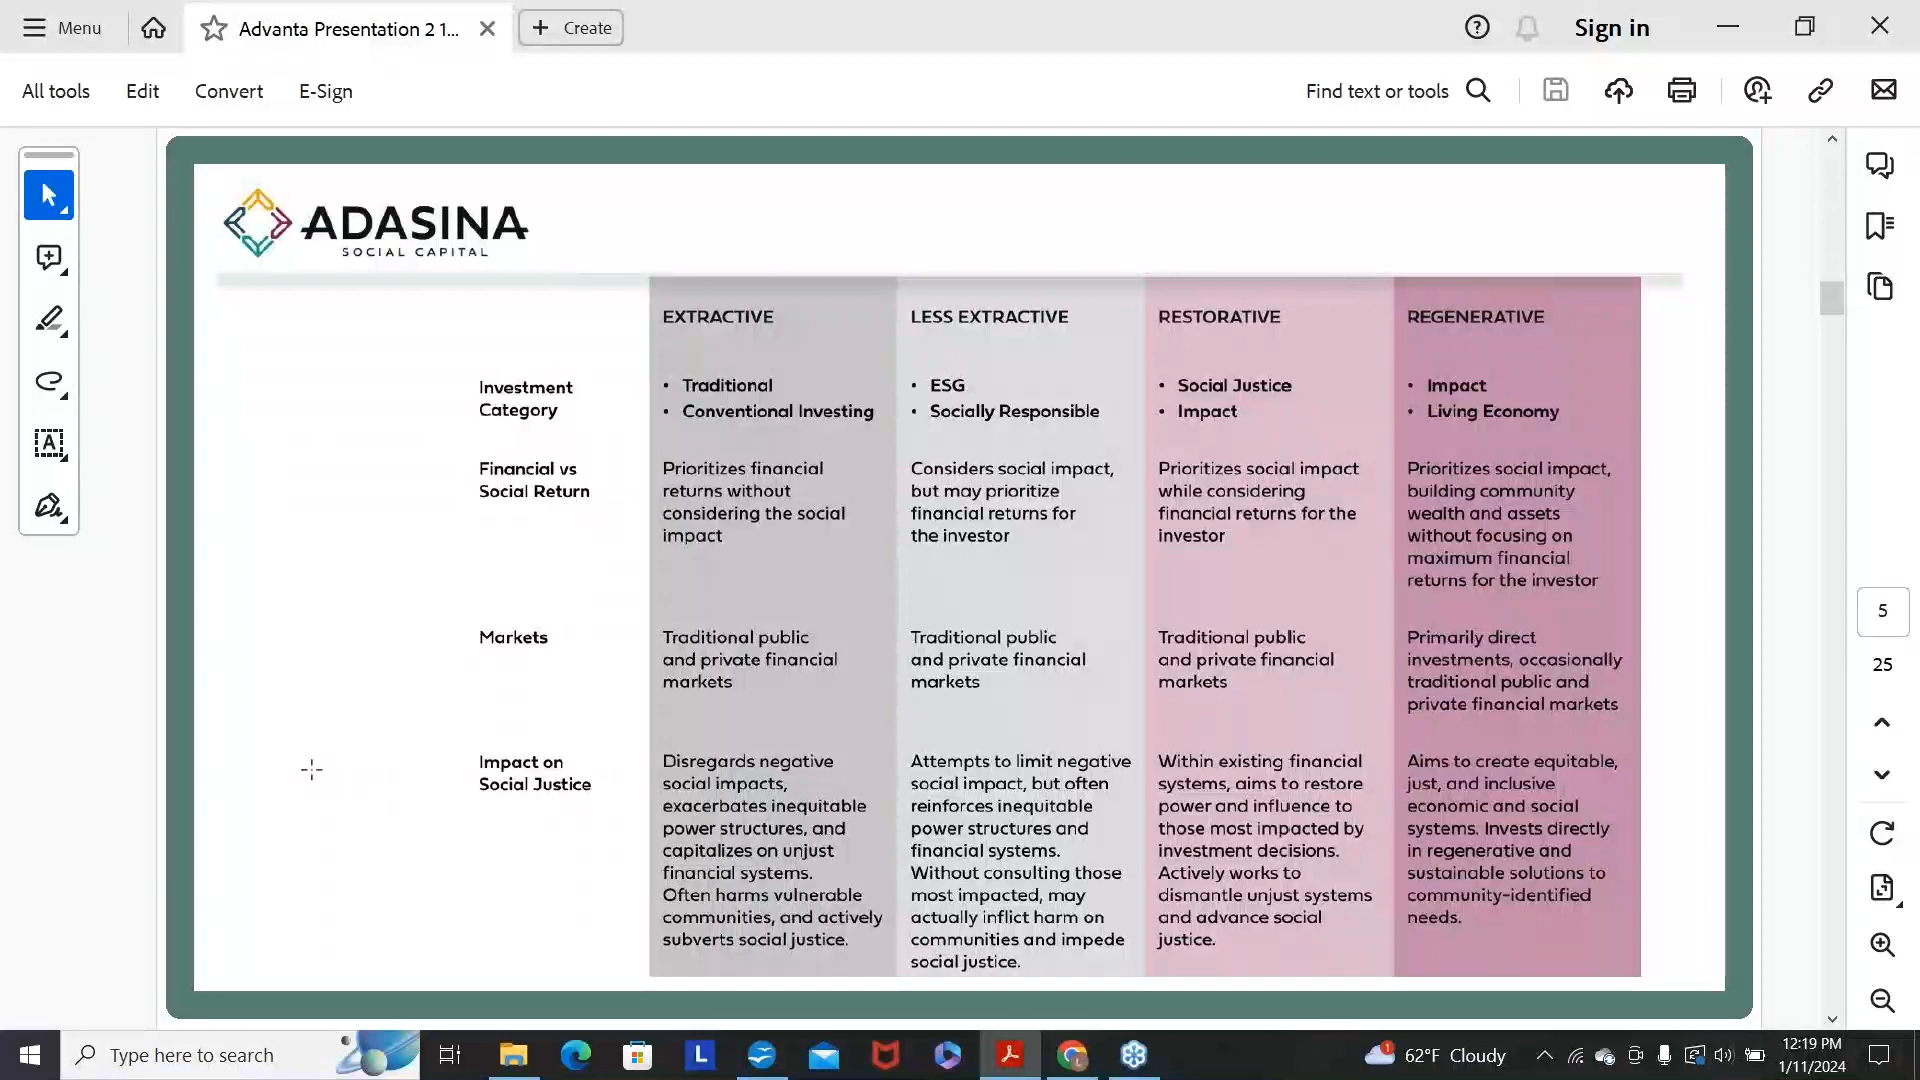 Menu
Advanta Presentation 2 1...
Create
Sign in
All tools
Edit
Convert
E-Sign
Find text or tools
ADASINA
SOCIAL CAPITAL
EXTRACTIVE
LESS EXTRACTIVE
RESTORATIVE
REGENERATIVE
Investment
Category
• Traditional
• Conventional Investing
• ESG
• Socially Responsible
• Social Justice
• Impact
• Impact
• Living Economy
Financial vs
Social Return
Prioritizes financial
returns without
considering the social
impact
Considers social impact,
but may prioritize
financial returns for
the investor
Prioritizes social impact
while considering
financial returns for the
investor
Prioritizes social impact,
building community
wealth and assets
without focusing on
maximum financial
returns for the investor
Markets
Traditional public
and private financial
markets
Traditional public
and private financial
markets
Traditional public
and private financial
markets
Primarily direct
investments, occasionally
traditional public and
private financial markets
Impact on
Social Justice
Disregards negative
social impacts,
exacerbates inequitable
power structures, and
capitalizes on unjust
financial systems.
Often harms vulnerable
communities, and actively
subverts social justice.
Attempts to limit negative
social impact, but often
reinforces inequitable
power structures and
financial systems.
Without consulting those
most impacted, may
actually inflict harm on
communities and impede
social justice.
Within existing financial
systems, aims to restore
power and influence to
those most impacted by
investment decisions.
Actively works to
dismantle unjust systems
and advance social
justice.
Aims to create equitable,
just, and inclusive
economic and social
systems. Invests directly
in regenerative and
sustainable solutions to
community-identified
needs.
5
25
Type here to search
L
1
62°F Cloudy
12:19 PM
1/11/2024